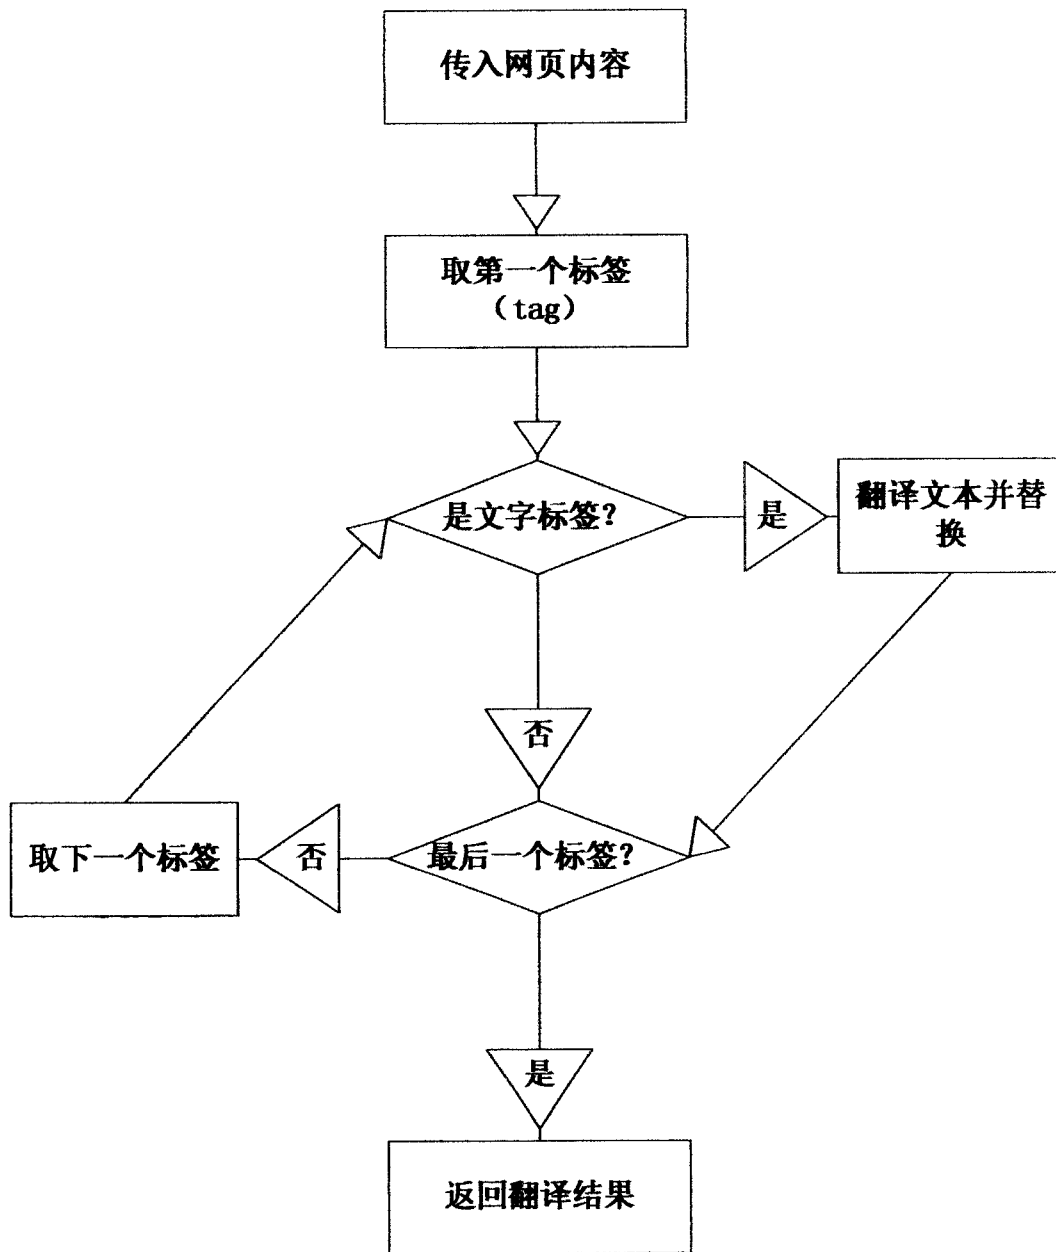 传入网页内容
取第一个标签
（tag）
是文字标签？
是
翻译文本并替
换
否
取下一个标签
否
最后一个标签？
是
返回翻译结果